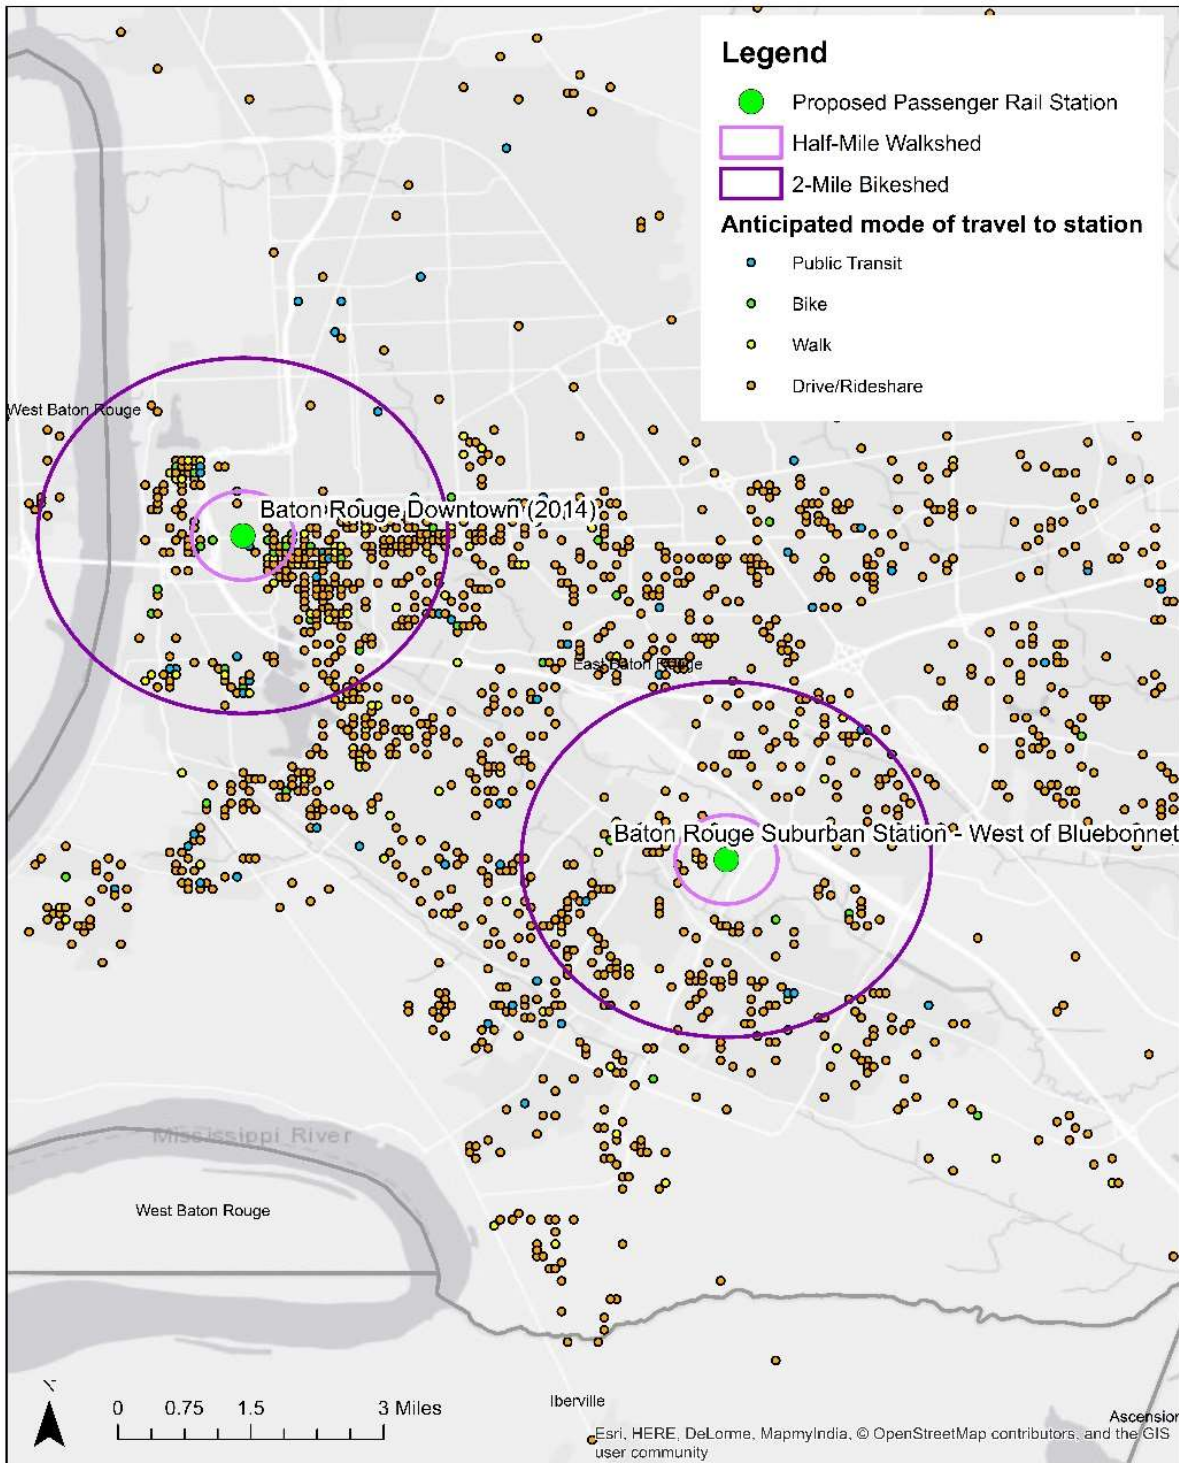 Legend
Proposed Passenger Rail Station
Half-Mile Walkshed
2-Mile Bikeshed
Anticipated mode of travel to station
Public Transit
Bike
Walk
Drive/Rideshare
West Baton Rouge
Baton Rouge Downtown (2014)
East Baton Rouge
Baton Rouge Suburban Station - West of Bluebonnet
Mississippi River
West Baton Rouge
N
0 0.75 1.5 3 Miles
Iberville
Ascension
Esri, HERE, DeLorme, MapmyIndia, © OpenStreetMap contributors, and the GIS
user community